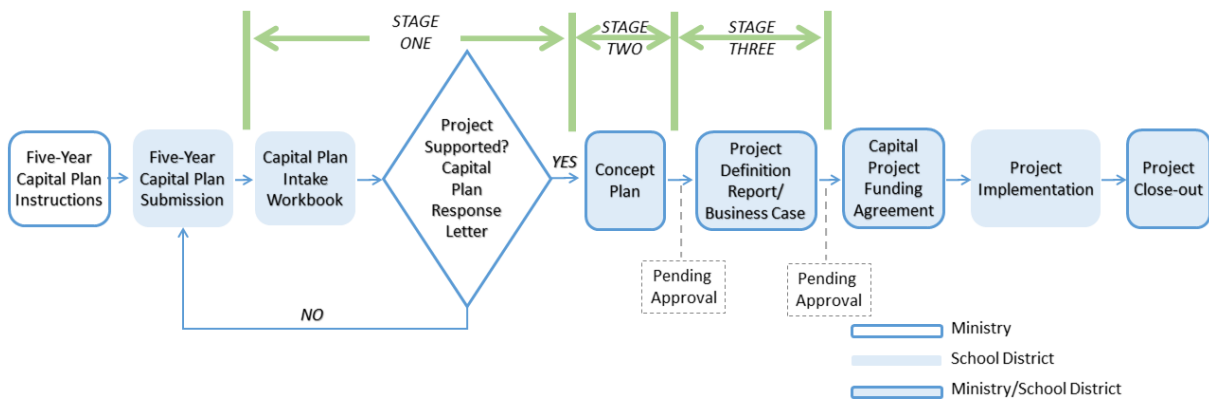 STAGE
ONE
STAGE
TWO
STAGE
THREE
Five-Year
Capital Plan
Instructions
Five-Year
Capital Plan
Submission
Capital Plan
Intake
Workbook
Project
Supported?
Capital
Plan
Response
Letter
YES
NO
Concept
Plan
Pending
Approval
Project
Definition
Report/
Business Case
Pending
Approval
Capital
Project
Funding
Agreement
Project
Implementation
Project
Close-out
Ministry
School District
Ministry/School District